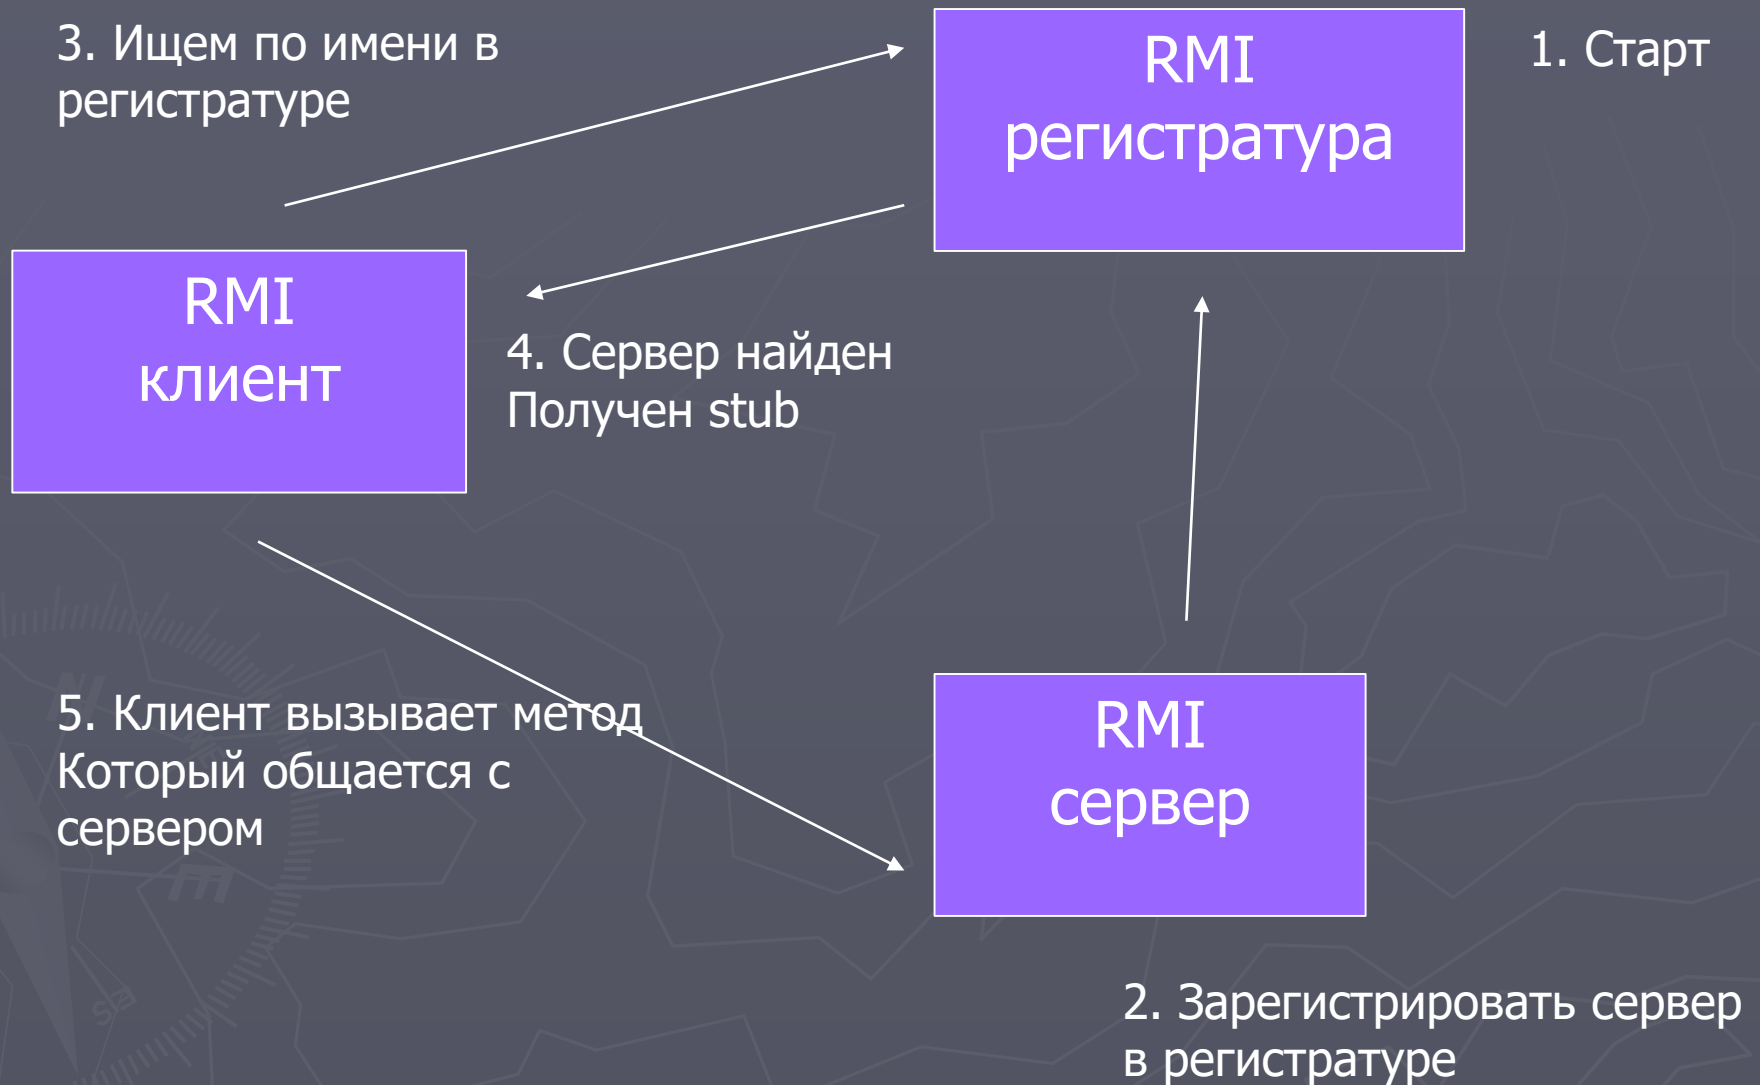 3. Ищем по имени в
регистратуре
RMI
регистратура
1. Старт
RMI
клиент
4. Сервер найден
Получен stub
5. Клиент вызывает метод
Который общается с
сервером
RMI
сервер
2. Зарегистрировать сервер
в регистратуре
N
E
SE